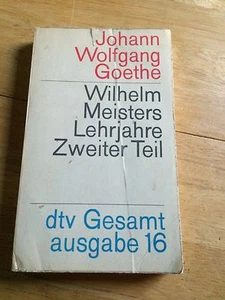 Johann
Wolfgang
Goethe
Wilhelm
Meisters
Lehrjahre
Zweiter Teil
dtv Gesamt
ausgabe 16